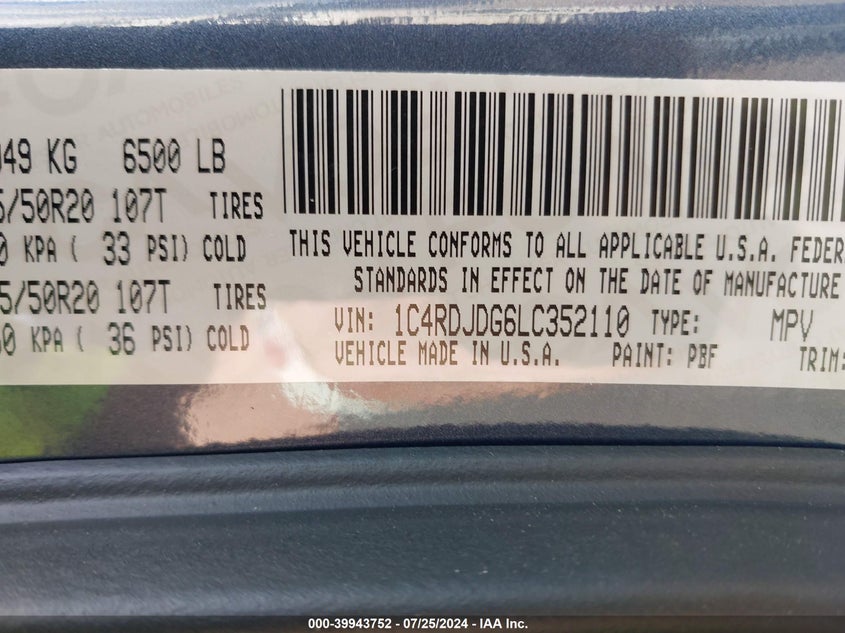 049 KG 6500 LB
5/50R20 107T TIRES
0 KPA ( 33 PSI) COLD
5/50R20 107T TIRES
50 KPA ( 36 PSI) COLD
THIS VEHICLE CONFORMS TO ALL APPLICABLE U.S.A. FEDER
STANDARDS IN EFFECT ON THE DATE OF MANUFACTURE
VIN: 1C4RDJDG6LC352110 TYPE: MPV
VEHICLE MADE IN U.S.A. PAINT: PBF TRIM:
000-39943752 - 07/25/2024 - IAA Inc.